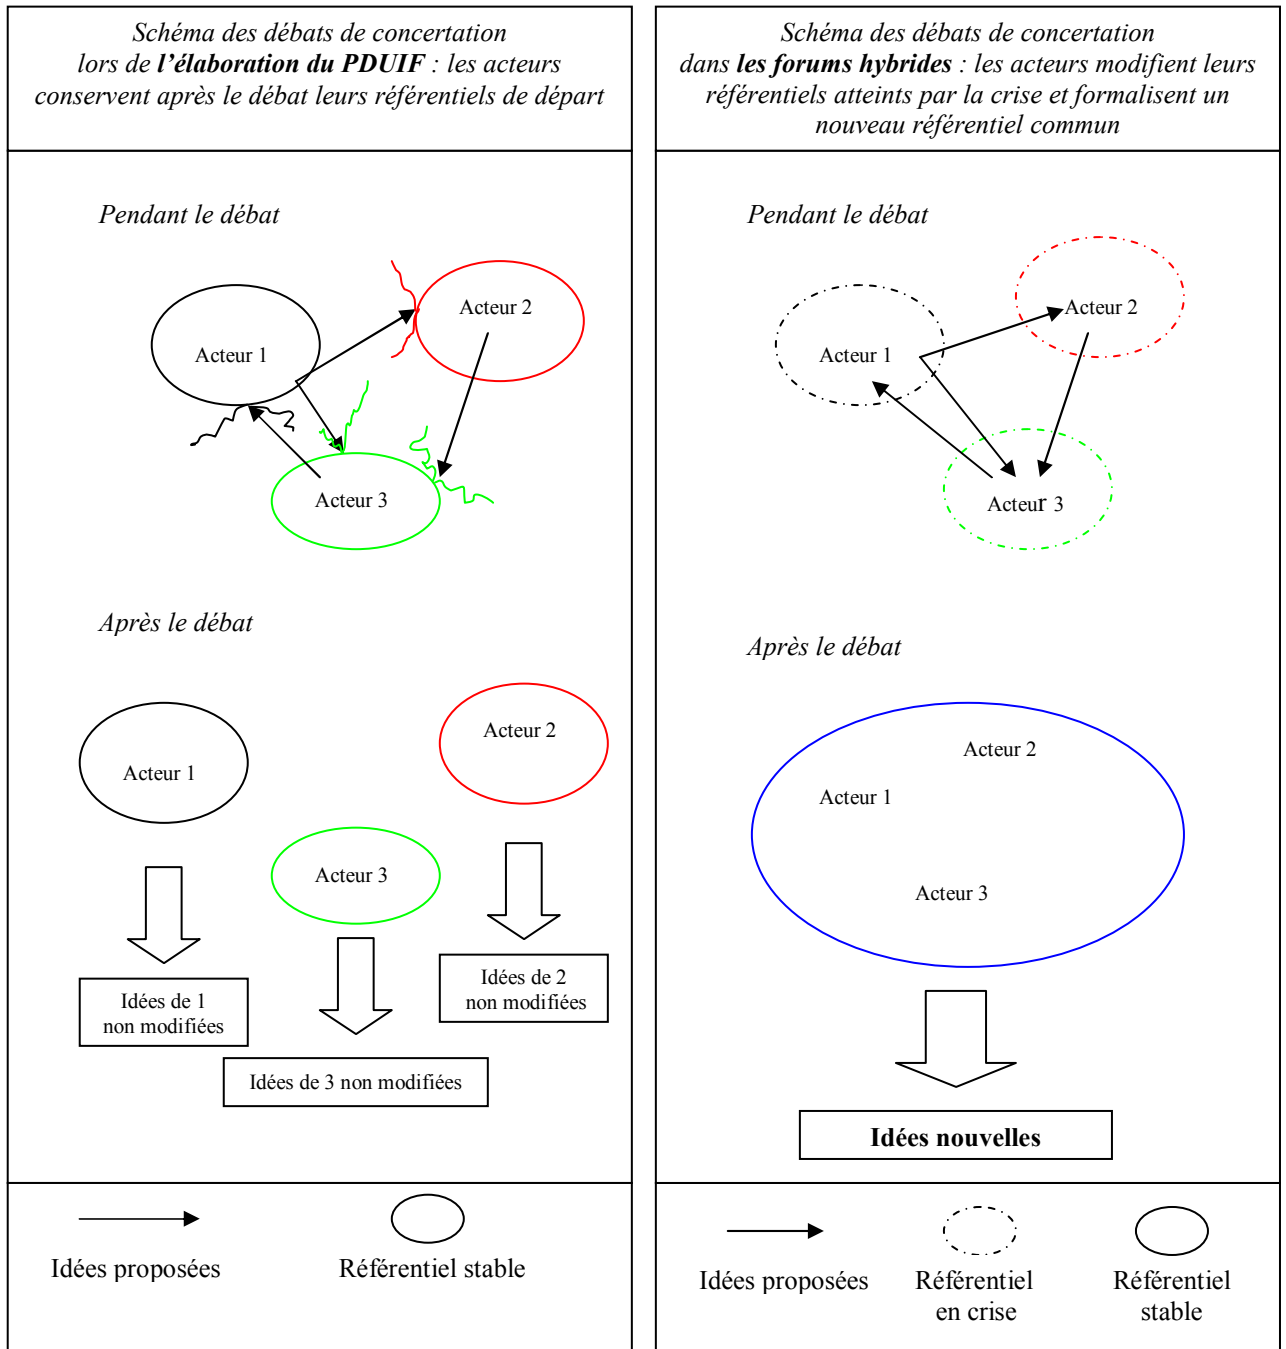 Schéma des débats de concertation
lors de l'élaboration du PDUIF : les acteurs
conservent après le débat leurs référentiels de départ
Pendant le débat
Acteur 2
Acteur 1
Acteur 3
Après le débat
Acteur 2
Acteur 1
Acteur 3
Idées de 1
non modifiées
Idées de 2
non modifiées
Idées de 3 non modifiées
Idées proposées
Référentiel stable
Schéma des débats de concertation
dans les forums hybrides : les acteurs modifient leurs
référentiels atteints par la crise et formalisent un
nouveau référentiel commun
Pendant le débat
Acteur 2
Acteur 1
Acteur 3
Après le débat
Acteur 2
Acteur 1
Acteur 3
Idées nouvelles
Idées proposées
Référentiel
en crise
Référentiel
stable